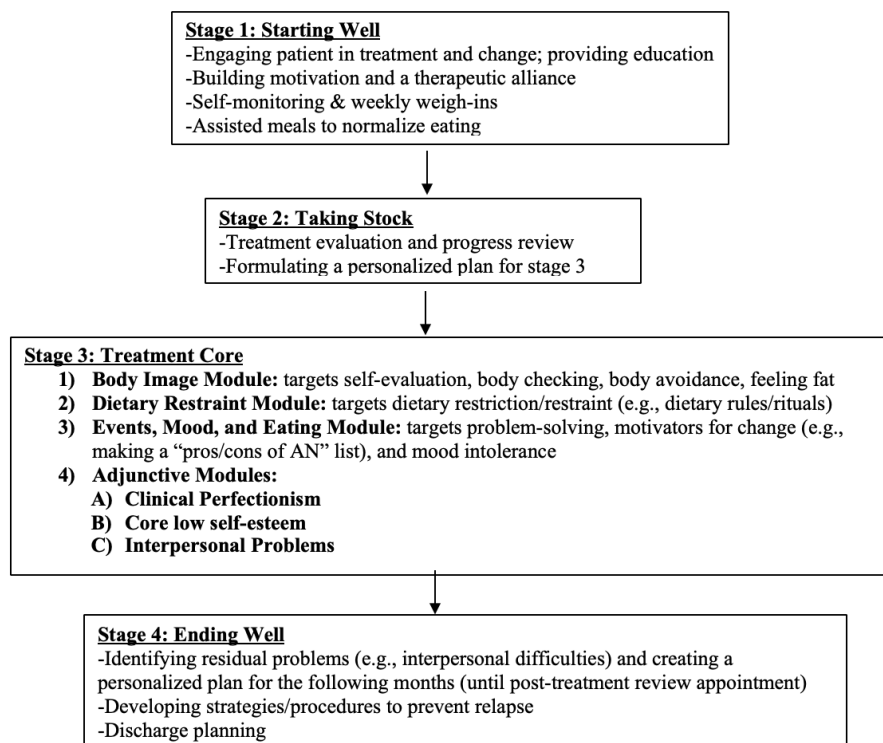 Stage 1: Starting Well
-Engaging patient in treatment and change; providing education
-Building motivation and a therapeutic alliance
-Self-monitoring & weekly weigh-ins
-Assisted meals to normalize eating
Stage 2: Taking Stock
-Treatment evaluation and progress review
-Formulating a personalized plan for stage 3
Stage 3: Treatment Core
1) Body Image Module: targets self-evaluation, body checking, body avoidance, feeling fat
2) Dietary Restraint Module: targets dietary restriction/restraint (e.g., dietary rules/rituals)
3) Events, Mood, and Eating Module: targets problem-solving, motivators for change (e.g.,
making a “pros/cons of AN” list), and mood intolerance
4) Adjunctive Modules:
A) Clinical Perfectionism
B) Core low self-esteem
C) Interpersonal Problems
Stage 4: Ending Well
-Identifying residual problems (e.g., interpersonal difficulties) and creating a
personalized plan for the following months (until post-treatment review appointment)
-Developing strategies/procedures to prevent relapse
-Discharge planning